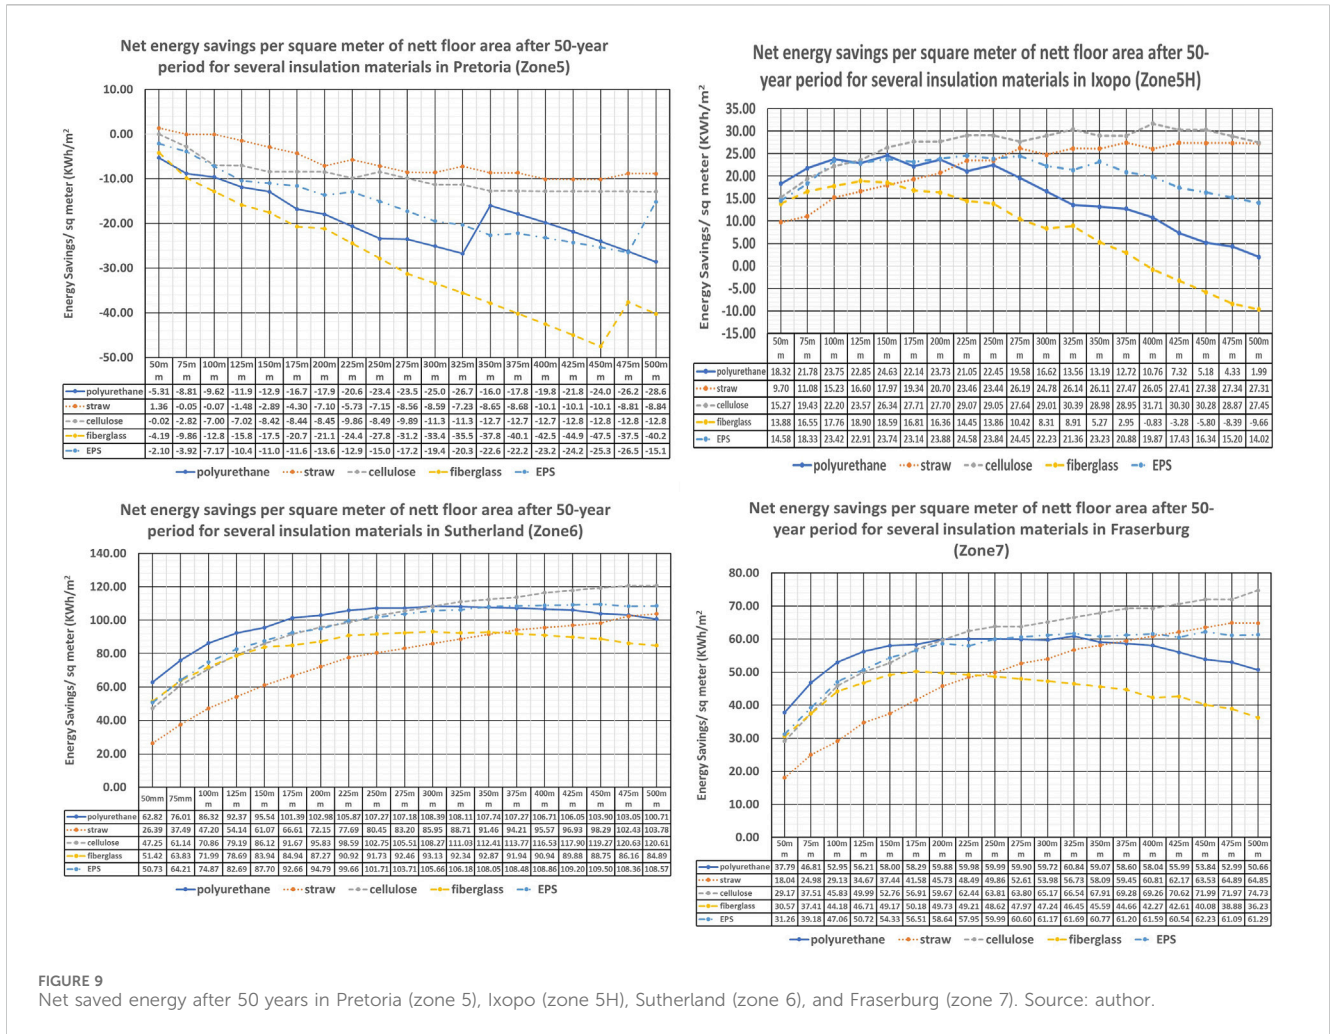 Net energy savings per square meter of nett floor area after 50-year
period for several insulation materials in Pretoria (Zone5)
Energy Savings/ sq meter (KWh/m²
10.00
0.00
-10.00
-20.00
-30.00
-40.00
-50.00
50m m 75m m 100m m 125m m 150m m 175m m 200m m 225m m 250m m 275m m 300m m 325m m 350m m 375m m 400m m 425m m 450m m 475m m 500m m
polyurethane -5.31 -8.81 -9.62 -11.9 -12.9 -16.7 -17.9 -20.6 -23.4 -23.5 -25.0 -26.7 -16.0 -17.8 -19.8 -21.8 -24.0 -26.2 -28.6
straw 1.36 -0.05 -0.07 -1.48 -2.89 -4.30 -7.10 -5.73 -7.15 -8.56 -8.59 -7.23 -8.65 -8.68 -10.1 -10.1 -10.1 -8.81 -8.84
cellulose -0.02 -2.82 -7.00 -7.02 -8.42 -8.44 -8.45 -9.86 -8.49 -9.89 -11.3 -11.3 -12.7 -12.7 -12.7 -12.8 -12.8 -12.8 -12.8
fiberglass -4.19 -9.86 -12.8 -15.8 -17.5 -20.7 -21.1 -24.4 -27.8 -31.2 -33.4 -35.5 -37.8 -40.1 -42.5 -44.9 -47.5 -37.5 -40.2
EPS -2.10 -3.92 -7.17 -10.4 -11.0 -11.6 -13.6 -12.9 -15.0 -17.2 -19.4 -20.3 -22.6 -22.2 -23.2 -24.2 -25.3 -26.5 -15.1
polyurethane straw cellulose fiberglass EPS
Net energy savings per square meter of nett floor area after 50-
year period for several insulation materials in Ixopo (Zone5H)
Energy Savings/ sq meter (KWh/m²
35.00
30.00
25.00
20.00
15.00
10.00
5.00
0.00
-5.00
-10.00
-15.00
50m m 75m m 100m m 125m m 150m m 175m m 200m m 225m m 250m m 275m m 300m m 325m m 350m m 375m m 400m m 425m m 450m m 475m m 500m m
polyurethane 18.32 21.78 23.75 22.85 24.63 22.14 23.73 21.05 22.45 19.58 16.62 13.56 13.19 12.72 10.76 7.32 5.18 4.33 1.99
straw 9.70 11.08 15.23 16.60 17.97 19.34 20.70 23.46 23.44 26.19 24.78 26.14 26.11 27.47 26.05 27.41 27.38 27.34 27.31
cellulose 15.27 19.43 22.20 23.57 26.34 27.71 27.70 29.07 29.05 27.64 29.01 30.39 28.98 28.95 31.71 30.30 30.28 28.87 27.45
fiberglass 13.88 16.55 17.76 18.90 18.59 16.81 16.36 14.45 13.86 10.42 8.31 8.91 5.27 2.95 -0.83 -3.28 -5.80 -8.39 -9.66
EPS 14.58 18.33 23.42 22.91 23.74 23.14 23.88 24.58 23.84 24.45 22.23 21.36 23.23 20.88 19.87 17.43 16.34 15.20 14.02
polyurethane straw cellulose fiberglass EPS
Net energy savings per square meter of nett floor area after 50-year
period for several insulation materials in Sutherland (Zone6)
Energy Savings/ sq meter (KWh/m²
140.00
120.00
100.00
80.00
60.00
40.00
20.00
0.00
50mm 75mm 100m m 125m m 150m m 175m m 200m m 225m m 250m m 275m m 300m m 325m m 350m m 375m m 400m m 425m m 450m m 475m m 500m m
polyurethane 62.82 76.01 86.32 92.37 95.54 101.39 102.98 105.87 107.27 107.18 108.39 108.11 107.74 107.27 106.71 106.05 103.90 103.05 100.71
straw 26.39 37.49 47.20 54.14 61.07 66.61 72.15 77.69 80.45 83.20 85.95 88.71 91.46 94.21 95.57 96.93 98.29 102.43 103.78
cellulose 47.25 61.14 70.86 79.19 86.12 91.67 95.83 98.59 102.75 105.51 108.27 111.03 112.41 113.77 116.53 117.90 119.27 120.63 120.61
fiberglass 51.42 63.83 71.99 78.69 83.94 84.94 87.27 90.92 91.73 92.46 93.13 92.34 92.87 91.94 90.94 89.88 88.75 86.16 84.89
EPS 50.73 64.21 74.87 82.69 87.70 92.66 94.79 99.66 101.71 103.71 105.66 106.18 108.05 108.48 108.86 109.20 109.50 108.36 108.57
polyurethane straw cellulose fiberglass EPS
Net energy savings per square meter of nett floor area after 50-
year period for several insulation materials in Fraserburg
(Zone7)
Energy Savings/ sq meter (KWh/m²
80.00
70.00
60.00
50.00
40.00
30.00
20.00
10.00
0.00
50m m 75m m 100m m 125m m 150m m 175m m 200m m 225m m 250m m 275m m 300m m 325m m 350m m 375m m 400m m 425m m 450m m 475m m 500m m
polyurethane 37.79 46.81 52.95 56.21 58.00 58.29 59.88 59.98 59.99 59.90 59.72 60.84 59.07 58.60 58.04 55.99 53.84 52.99 50.66
straw 18.04 24.98 29.13 34.67 37.44 41.58 45.73 48.49 49.86 52.61 53.98 56.73 58.09 59.45 60.81 62.17 63.53 64.89 64.85
cellulose 29.17 37.51 45.83 49.99 52.76 56.91 59.67 62.44 63.81 63.80 65.17 66.54 67.91 69.28 69.26 70.62 71.99 71.97 74.73
fiberglass 30.57 37.41 44.18 46.71 49.17 50.18 49.73 49.21 48.62 47.97 47.24 46.45 45.59 44.66 42.27 42.61 40.08 38.88 36.23
EPS 31.26 39.18 47.06 50.72 54.33 56.51 58.64 57.95 59.99 60.60 61.17 61.69 60.77 61.20 61.59 60.54 62.23 61.09 61.29
polyurethane straw cellulose fiberglass EPS
FIGURE 9
Net saved energy after 50 years in Pretoria (zone 5), Ixopo (zone 5H), Sutherland (zone 6), and Fraserburg (zone 7). Source: author.